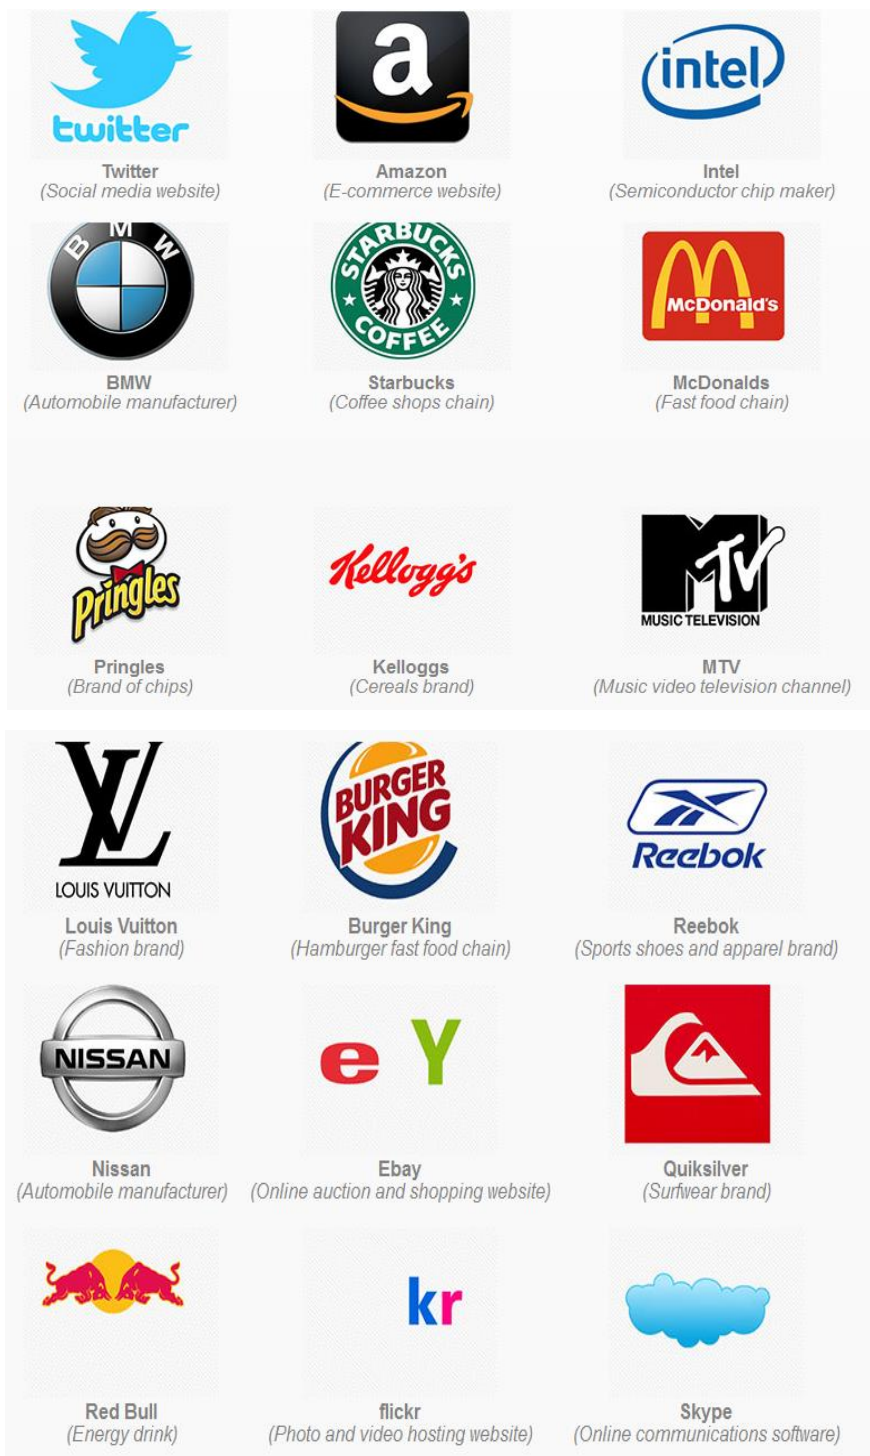 twitter
a
intel
Twitter
(Social media website)
Amazon
(E-commerce website)
Intel
(Semiconductor chip maker)
B M W
STARBUCKS
COFFEE
McDonald's
BMW
(Automobile manufacturer)
Starbucks
(Coffee shops chain)
McDonalds
(Fast food chain)
Pringles
Kellogg's
MTV
MUSIC TELEVISION
Pringles
(Brand of chips)
Kelloggs
(Cereals brand)
MTV
(Music video television channel)
LV
LOUIS VUITTON
BURGER
KING
Reebok
Louis Vuitton
(Fashion brand)
Burger King
(Hamburger fast food chain)
Reebok
(Sports shoes and apparel brand)
NISSAN
e Y
Nissan
(Automobile manufacturer)
Ebay
(Online auction and shopping website)
Quiksilver
(Surfwear brand)
kr
Red Bull
(Energy drink)
flickr
(Photo and video hosting website)
Skype
(Online communications software)